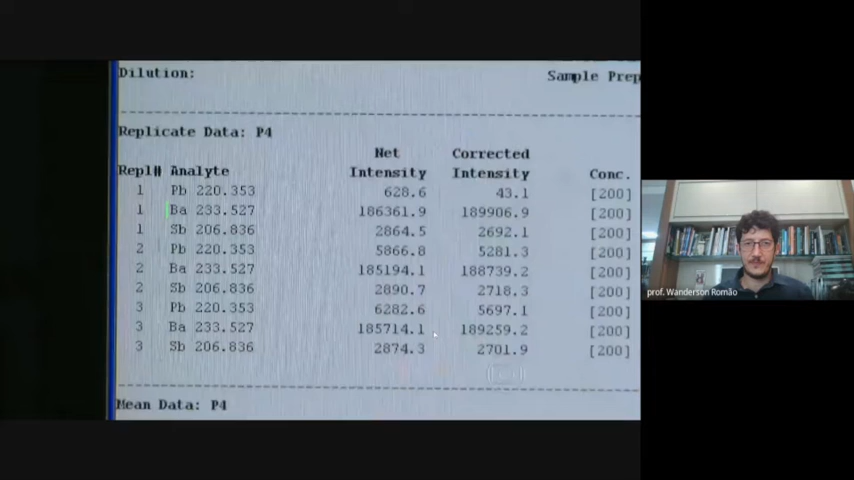 Dilution: Sample Prep
Replicate Data: P4
Net Corrected
Repl# Analyte Intensity Intensity Conc.
1 Pb 220.353 628.6 43.1 [200]
1 Ba 233.527 186361.9 189906.9 [200]
1 Sb 206.836 2864.5 2692.1 [200]
2 Pb 220.353 5866.8 5281.3 [200]
2 Ba 233.527 185194.1 188739.2 [200]
2 Sb 206.836 2890.7 2718.3 [200]
3 Pb 220.353 6282.6 5697.1 [200]
3 Ba 233.527 185714.1 189259.2 [200]
3 Sb 206.836 2874.3 2701.9 [200]
Mean Data: P4
prof. Wanderson Romão